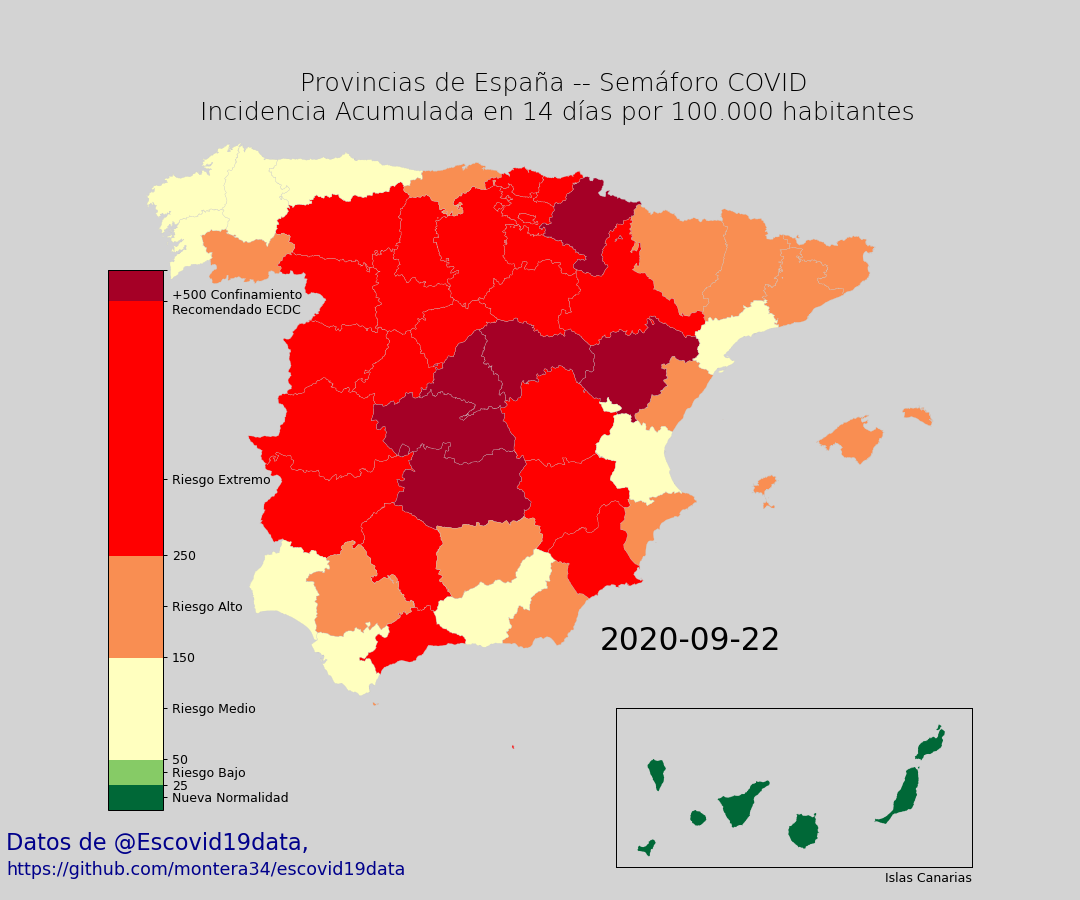 Provincias de España -- Semáforo COVID
Incidencia Acumulada en 14 días por 100.000 habitantes
+500 Confinamiento
Recomendado ECDC
Riesgo Extremo
250
Riesgo Alto
150
Riesgo Medio
50
Riesgo Bajo
25
Nueva Normalidad
2020-09-22
Datos de @Escovid19data,
https://github.com/montera34/escovid19data
Islas Canarias